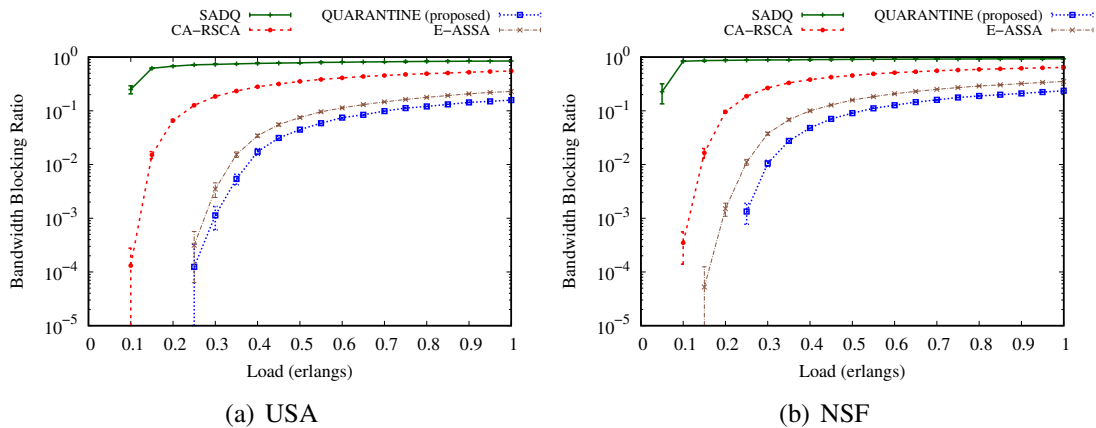 SADQ
CA−RSCA
QUARANTINE (proposed)
E−ASSA
Bandwidth Blocking Ratio
10^0
10^-1
10^-2
10^-3
10^-4
10^-5
0 0.1 0.2 0.3 0.4 0.5 0.6 0.7 0.8 0.9 1
Load (erlangs)
(a) USA
SADQ
CA−RSCA
QUARANTINE (proposed)
E−ASSA
Bandwidth Blocking Ratio
10^0
10^-1
10^-2
10^-3
10^-4
10^-5
0 0.1 0.2 0.3 0.4 0.5 0.6 0.7 0.8 0.9 1
Load (erlangs)
(b) NSF